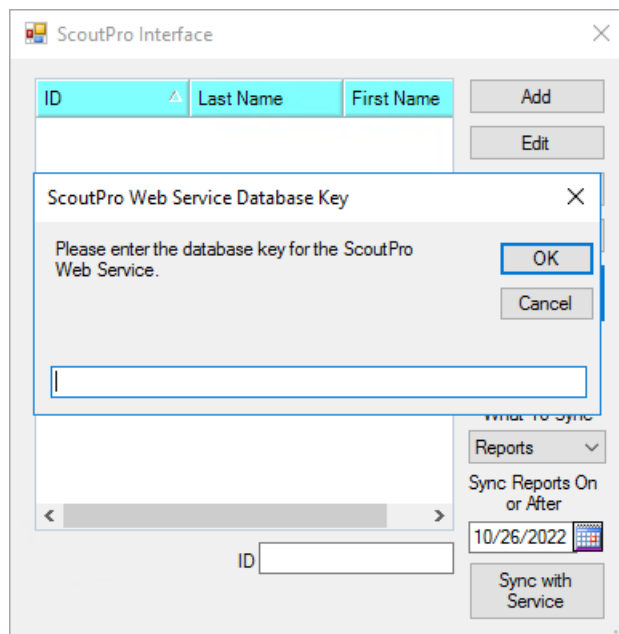 ScoutPro Interface
ID
Last Name
First Name
Add
Edit
ScoutPro Web Service Database Key
Please enter the database key for the ScoutPro
Web Service.
OK
Cancel
What To Sync
Reports
Sync Reports On
or After
10/26/2022
ID
Sync with
Service